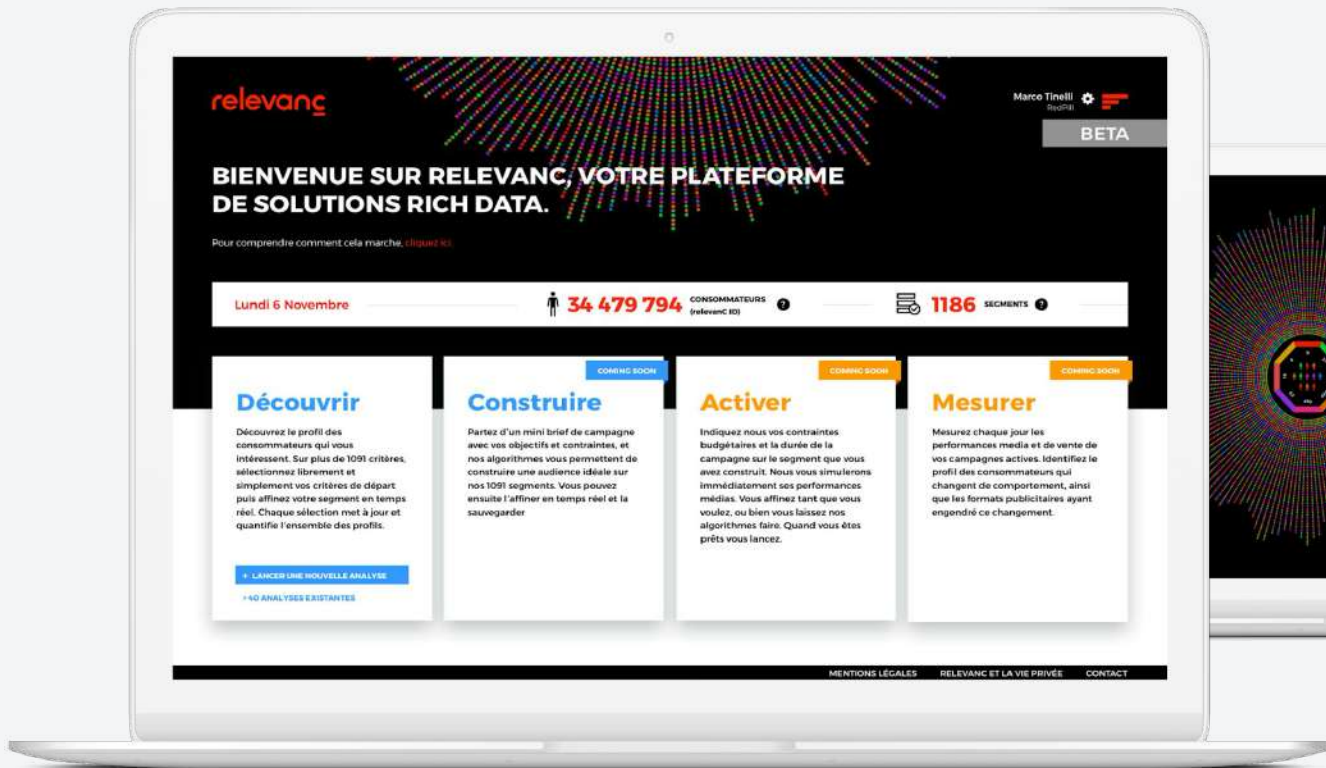 relevanc
Marco Tinelli
RedPill
BETA
BIENVENUE SUR RELEVANC, VOTRE PLATEFORME
DE SOLUTIONS RICH DATA.
Pour comprendre comment cela marche, cliquez ici.
Lundi 6 Novembre
34 479 794 CONSOMMATEURS
(relevanC ID)
?
1186 SEGMENTS ?
Découvrir
Découvrez le profil des
consommateurs qui vous
intéressent. Sur plus de 1091 critères,
sélectionnez librement et
simplement vos critères de départ
puis affinez votre segment en temps
réel. Chaque sélection met à jour et
quantifie l'ensemble des profils.
+ LANCER UNE NOUVELLE ANALYSE
> 40 ANALYSES EXISTANTES
COMING SOON
Construire
Partez d'un mini brief de campagne
avec vos objectifs et contraintes, et
nos algorithmes vous permettent de
construire une audience idéale sur
nos 1091 segments. Vous pouvez
ensuite l'affiner en temps réel et la
sauvegarder
COMING SOON
Activer
Indiquez nous vos contraintes
budgétaires et la durée de la
campagne sur le segment que vous
avez construit. Nous vous simulerons
immédiatement ses performances
médias. Vous affinez tant que vous
voulez, ou bien vous laissez nos
algorithmes faire. Quand vous êtes
prêts vous lancez.
COMING SOON
Mesurer
Mesurez chaque jour les
performances media et de vente de
vos campagnes actives. Identifiez le
profil des consommateurs qui
changent de comportement, ainsi
que les formats publicitaires ayant
engendré ce changement.
MENTIONS LÉGALES
RELEVANC ET LA VIE PRIVÉE
CONTACT